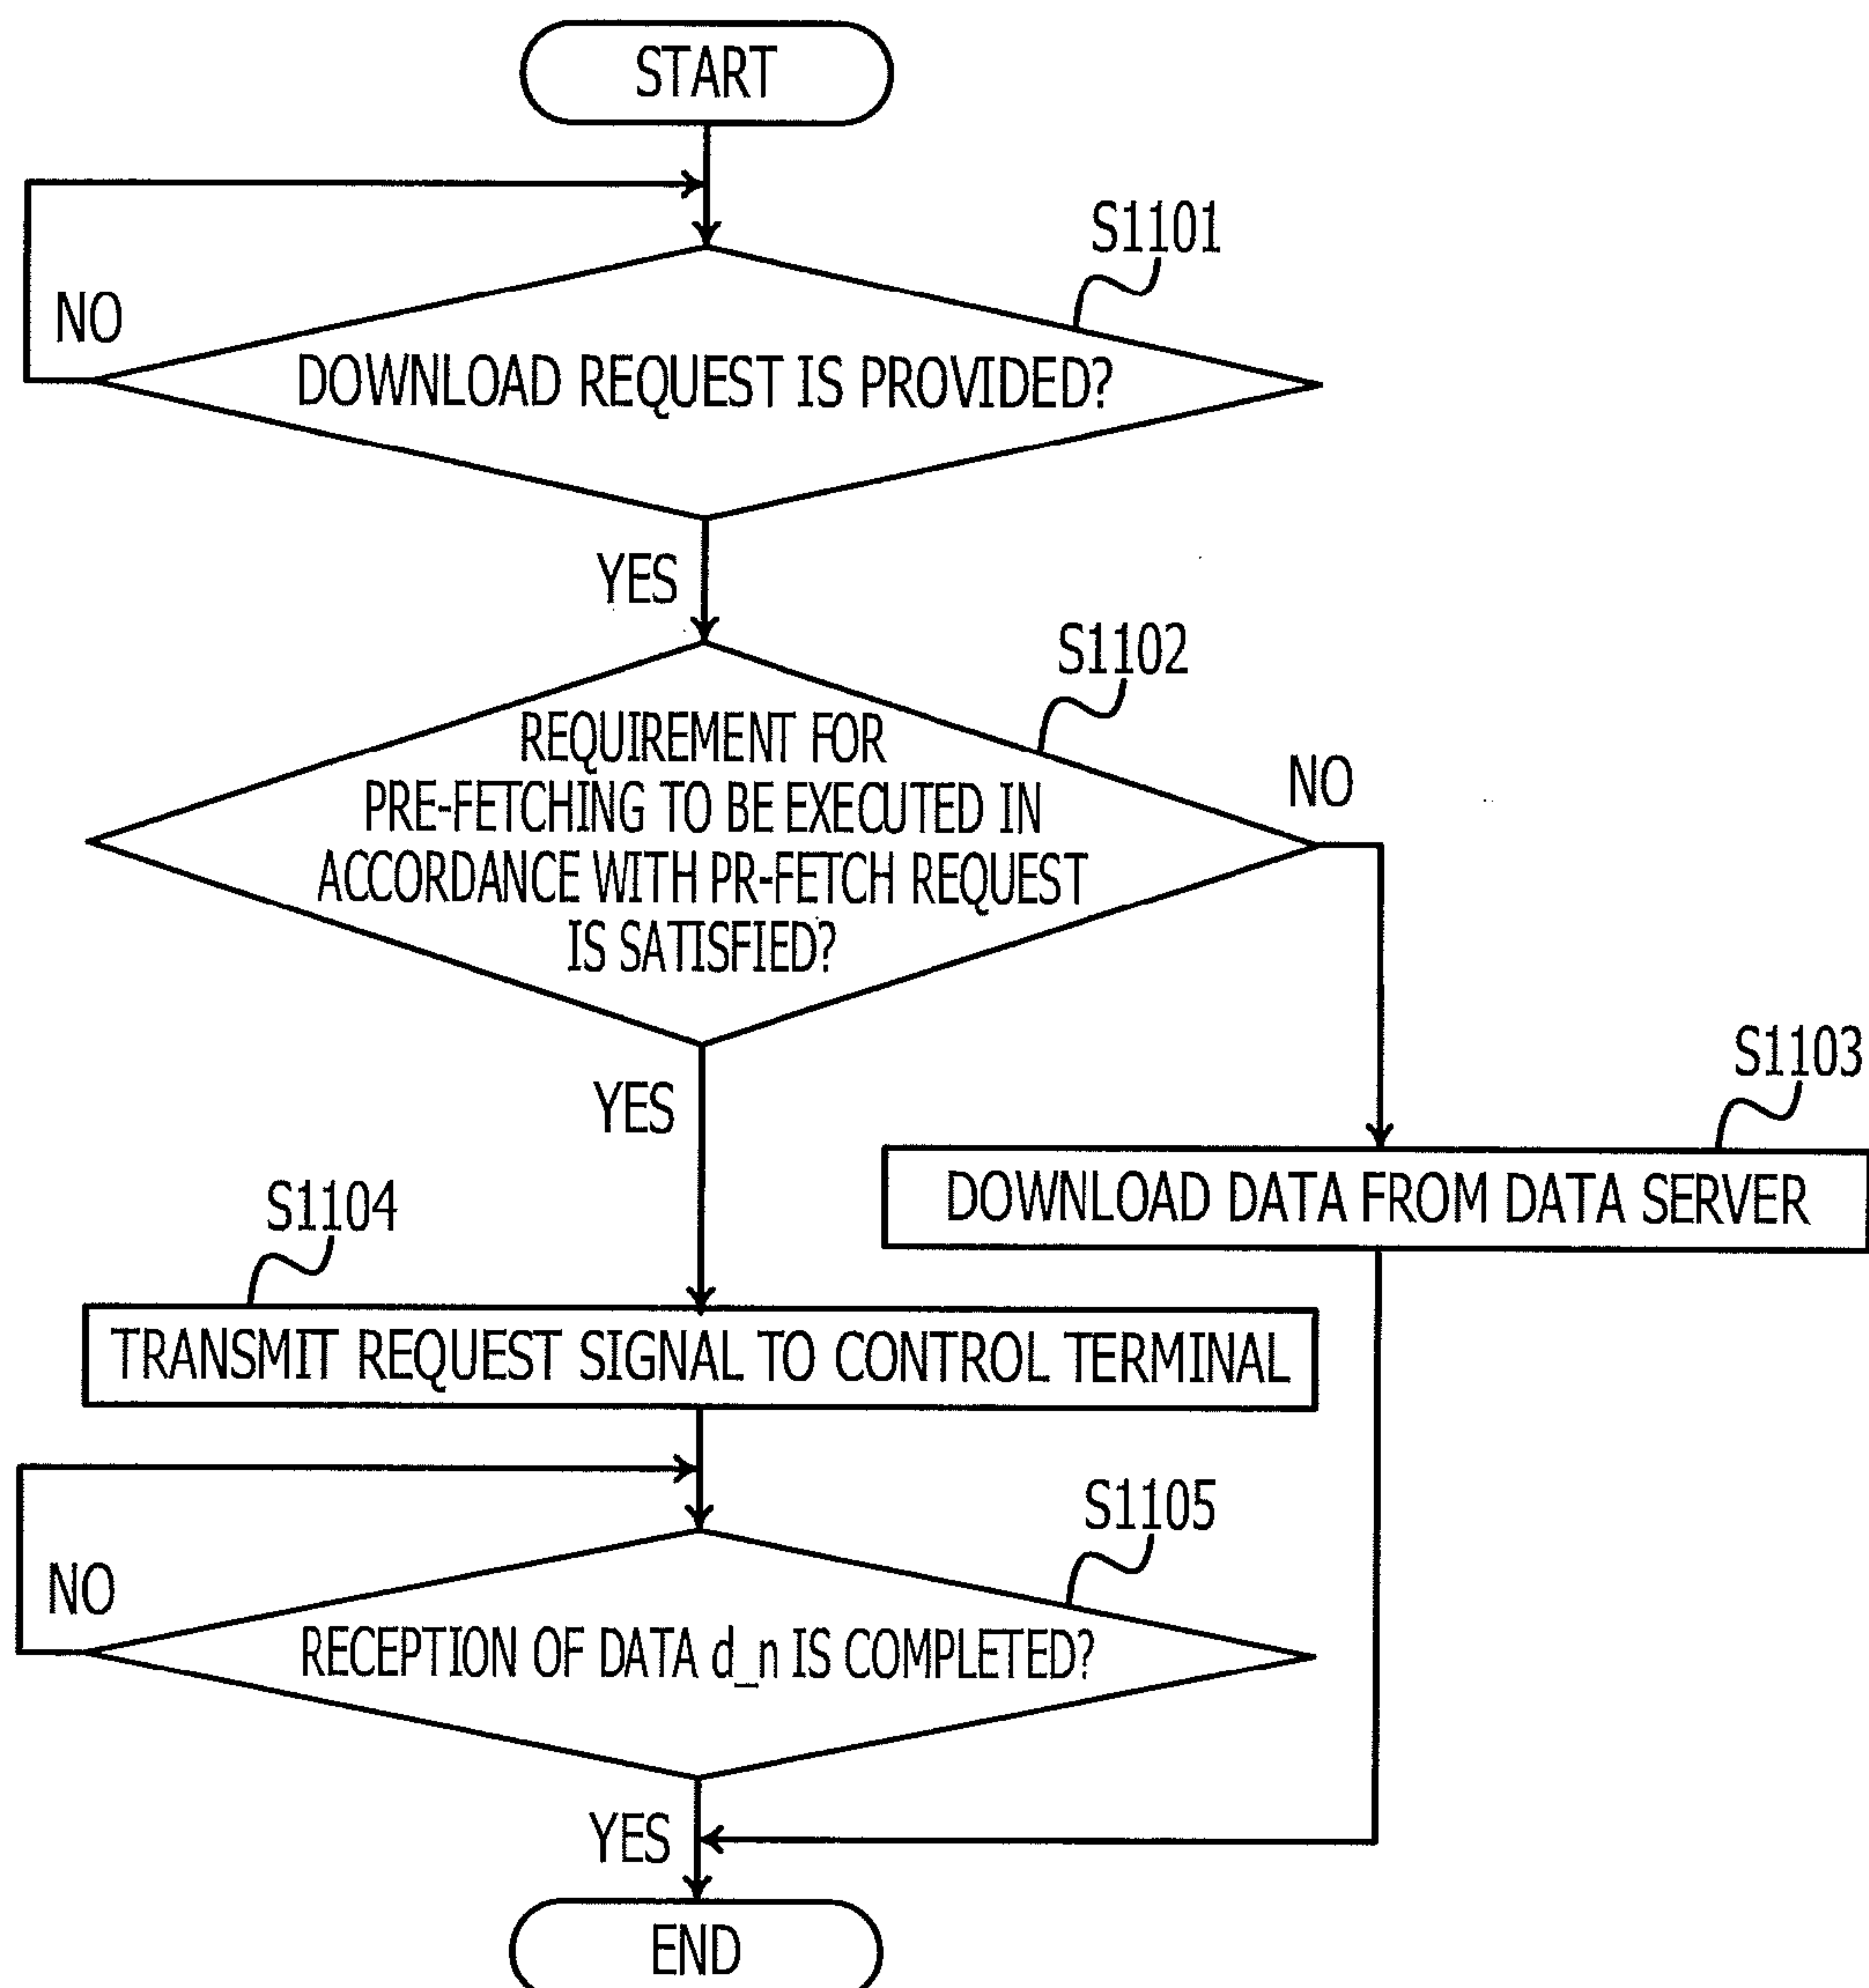 START
S1101
NO
DOWNLOAD REQUEST IS PROVIDED?
YES
S1102
REQUIREMENT FOR
PRE-FETCHING TO BE EXECUTED IN
ACCORDANCE WITH PR-FETCH REQUEST
IS SATISFIED?
NO
YES
S1103
DOWNLOAD DATA FROM DATA SERVER
S1104
TRANSMIT REQUEST SIGNAL TO CONTROL TERMINAL
S1105
NO
RECEPTION OF DATA d_n IS COMPLETED?
YES
END